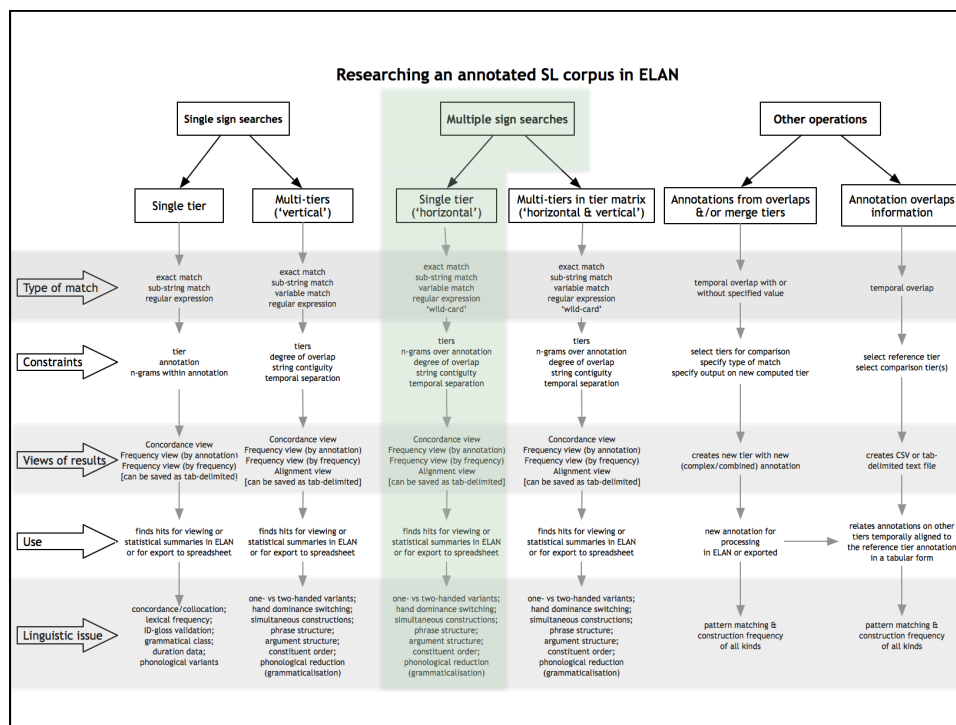 Researching an annotated SL corpus in ELAN
Single sign searches
Multiple sign searches
Other operations
Single tier
Multi-tiers
('vertical')
Single tier
('horizontal')
Multi-tiers in tier matrix
('horizontal & vertical')
Annotations from overlaps
&/or merge tiers
Annotation overlaps
information
Type of match
exact match
sub-string match
regular expression
exact match
sub-string match
variable match
regular expression
exact match
sub-string match
variable match
regular expression
'wild-card'
exact match
sub-string match
variable match
regular expression
'wild-card'
temporal overlap with or
without specified value
temporal overlap
Constraints
tier
annotation
n-grams within annotation
tiers
degree of overlap
string contiguity
temporal separation
tiers
n-grams over annotation
degree of overlap
string contiguity
temporal separation
tiers
n-grams over annotation
degree of overlap
string contiguity
temporal separation
select tiers for comparison
specify type of match
specify output on new computed tier
select reference tier
select comparison tier(s)
Views of results
Concordance view
Frequency view (by annotation)
Frequency view (by frequency)
[can be saved as tab-delimited]
Concordance view
Frequency view (by annotation)
Frequency view (by frequency)
Alignment view
[can be saved as tab-delimited]
Concordance view
Frequency view (by annotation)
Frequency view (by frequency)
Alignment view
[can be saved as tab-delimited]
Concordance view
Frequency view (by annotation)
Frequency view (by frequency)
Alignment view
[can be saved as tab-delimited]
creates new tier with new
(complex/combined) annotation
creates CSV or tab-
delimited text file
Use
finds hits for viewing or
statistical summaries in ELAN
or for export to spreadsheet
finds hits for viewing or
statistical summaries in ELAN
or for export to spreadsheet
finds hits for viewing or
statistical summaries in ELAN
or for export to spreadsheet
finds hits for viewing or
statistical summaries in ELAN
or for export to spreadsheet
new annotation for
processing
in ELAN or exported
relates annotations on other
tiers temporally aligned to
the reference tier annotation
in a tabular form
Linguistic issue
concordance/collocation;
lexical frequency;
ID-gloss validation;
grammatical class;
duration data;
phonological variants
one- vs two-handed variants;
hand dominance switching;
simultaneous constructions;
phrase structure;
argument structure;
constituent order;
phonological reduction
(grammaticalisation)
one- vs two-handed variants;
hand dominance switching;
simultaneous constructions;
phrase structure;
argument structure;
constituent order;
phonological reduction
(grammaticalisation)
one- vs two-handed variants;
hand dominance switching;
simultaneous constructions;
phrase structure;
argument structure;
constituent order;
phonological reduction
(grammaticalisation)
pattern matching &
construction frequency
of all kinds
pattern matching &
construction frequency
of all kinds